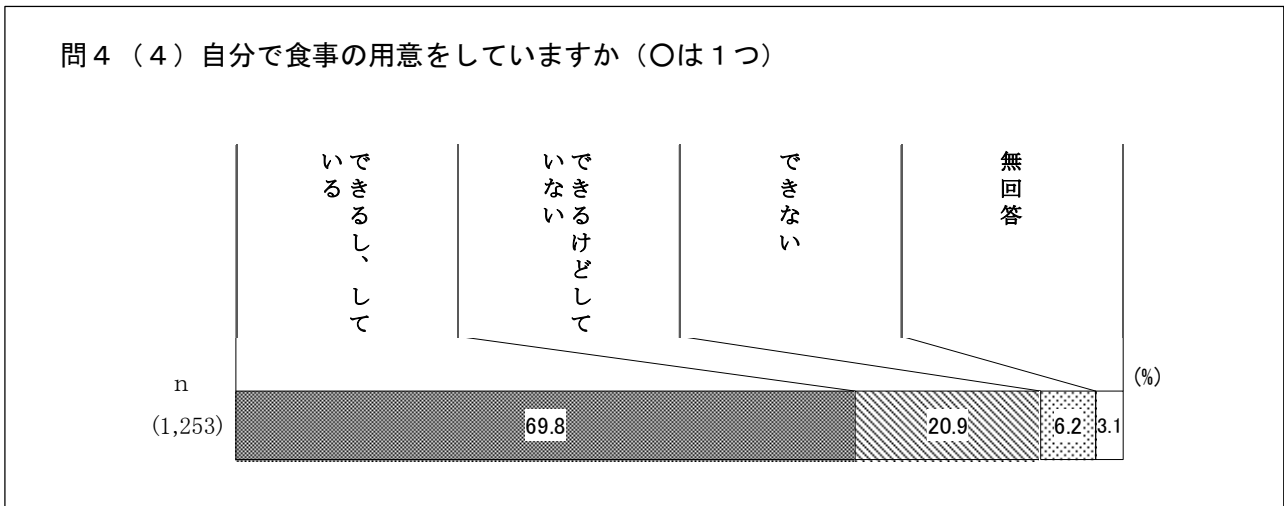 問４（４）自分で食事の用意をしていますか（〇は１つ）
できるし、して
いる
できるけどして
いない
できない
無回答
(%)
n
(1,253)
69.8
20.9
6.2
3.1